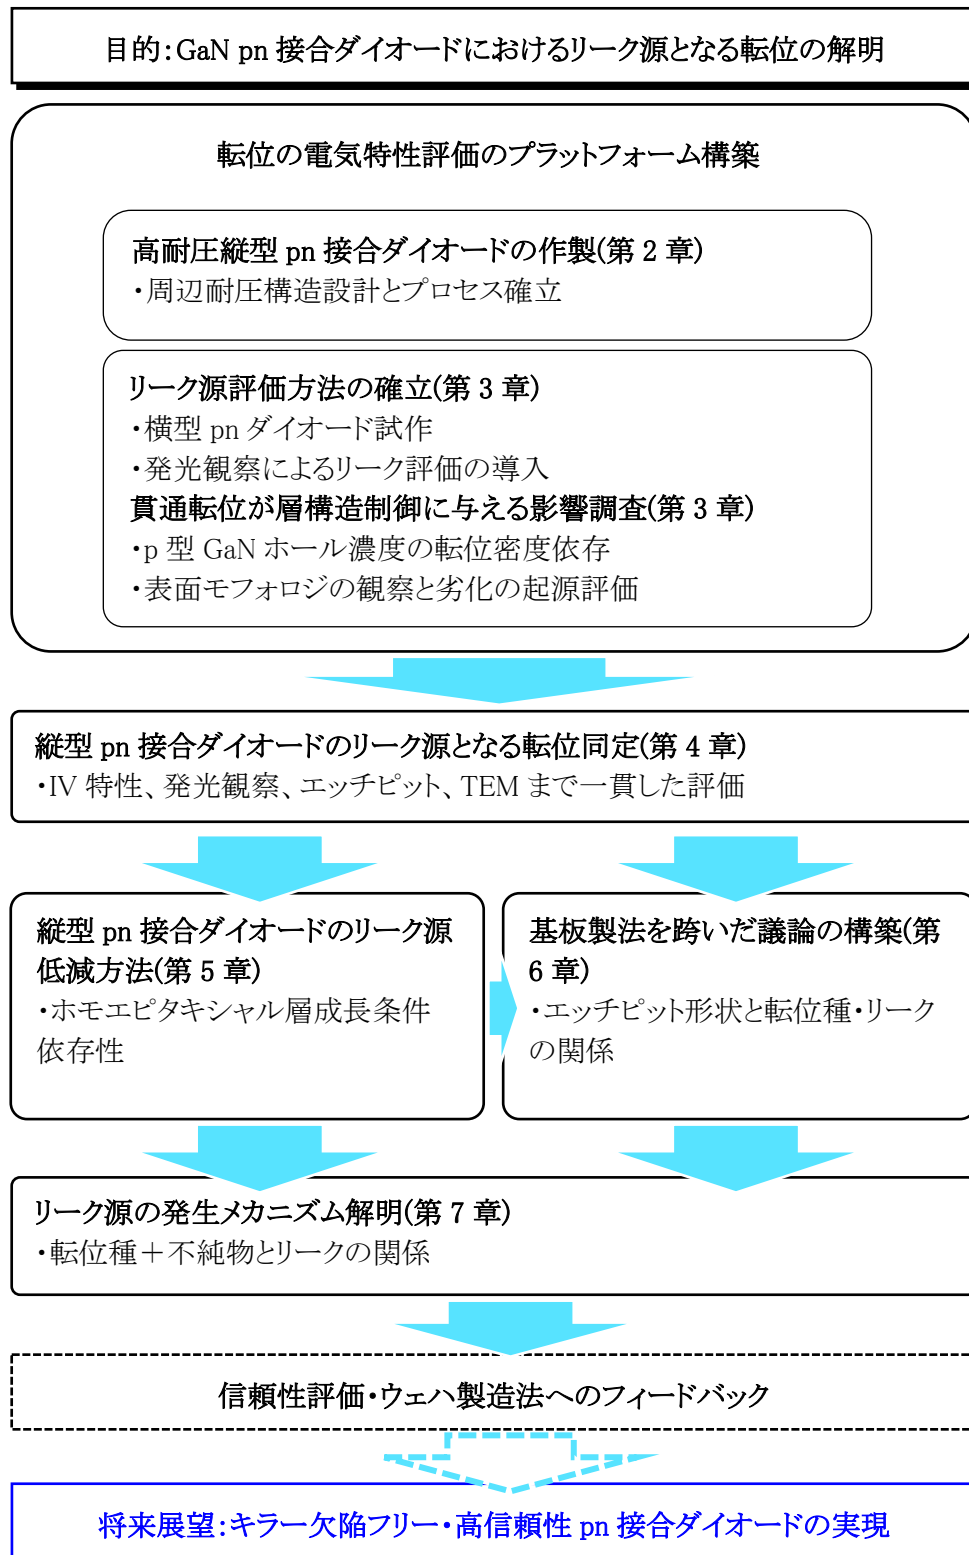 目的：GaN pn 接合ダイオードにおけるリーク源となる転位の解明
転位の電気特性評価のプラットフォーム構築
高耐圧縦型 pn 接合ダイオードの作製(第 2 章)
・周辺耐圧構造設計とプロセス確立
リーク源評価方法の確立(第 3 章)
・横型 pn ダイオード試作
・発光観察によるリーク評価の導入
貫通転位が層構造制御に与える影響調査(第 3 章)
・p 型 GaN ホール濃度の転位密度依存
・表面モフォロジの観察と劣化の起源評価
縦型 pn 接合ダイオードのリーク源となる転位同定(第 4 章)
・IV 特性、発光観察、エッチピット、TEM まで一貫した評価
縦型 pn 接合ダイオードのリーク源
低減方法(第 5 章)
・ホモエピタキシャル層成長条件
依存性
基板製法を跨いだ議論の構築(第
6 章)
・エッチピット形状と転位種・リーク
の関係
リーク源の発生メカニズム解明(第 7 章)
・転位種＋不純物とリークの関係
信頼性評価・ウェハ製造法へのフィードバック
将来展望：キラー欠陥フリー・高信頼性 pn 接合ダイオードの実現